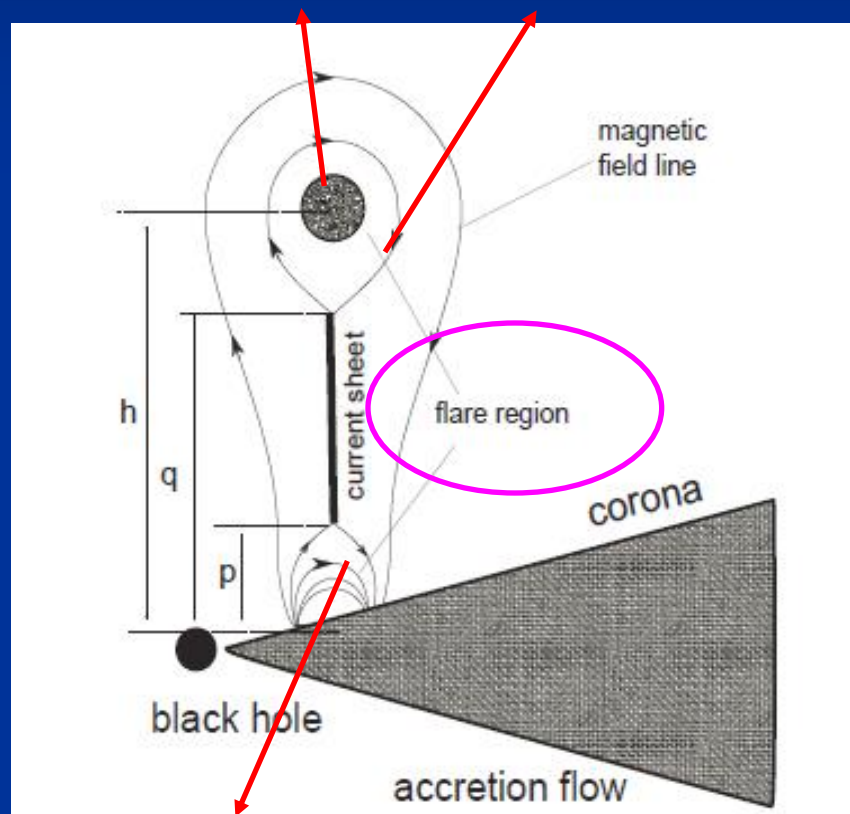 magnetic
field line
h
q
current sheet
flare region
p
corona
black hole
accretion flow